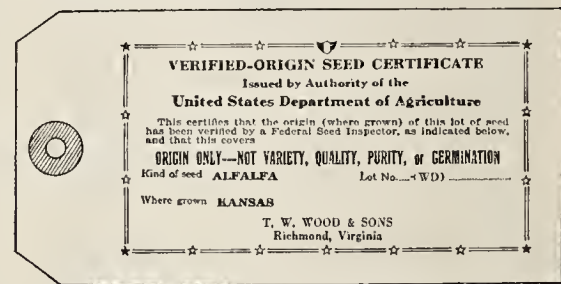 VERIFIED-ORIGIN SEED CERTIFICATE
Issued by Authority of the
United States Department of Agriculture
This certifies that the origin (where grown) of this lot of seed
has been verified by a Federal Seed Inspector, as indicated below,
and that this covers
ORIGIN ONLY—NOT VARIETY, QUALITY, PURITY, or GERMINATION
Kind of seed ALFALFA Lot No.....(WD)..............
Where grown KANSAS
T. W. WOOD & SONS
Richmond, Virginia